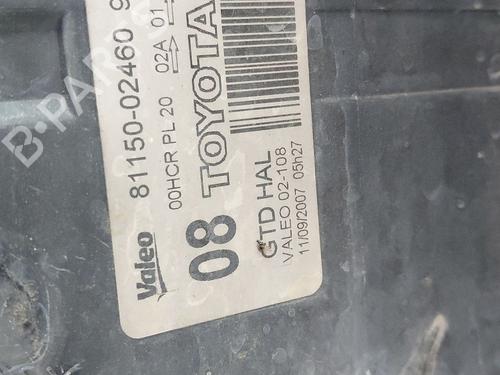 Valeo 81150-02460 9
00HCR PL 20 02A 01
08 TOYOTA
GTD HAL
VALEO 02-108
11/09/2007 05h27
B-PARTS